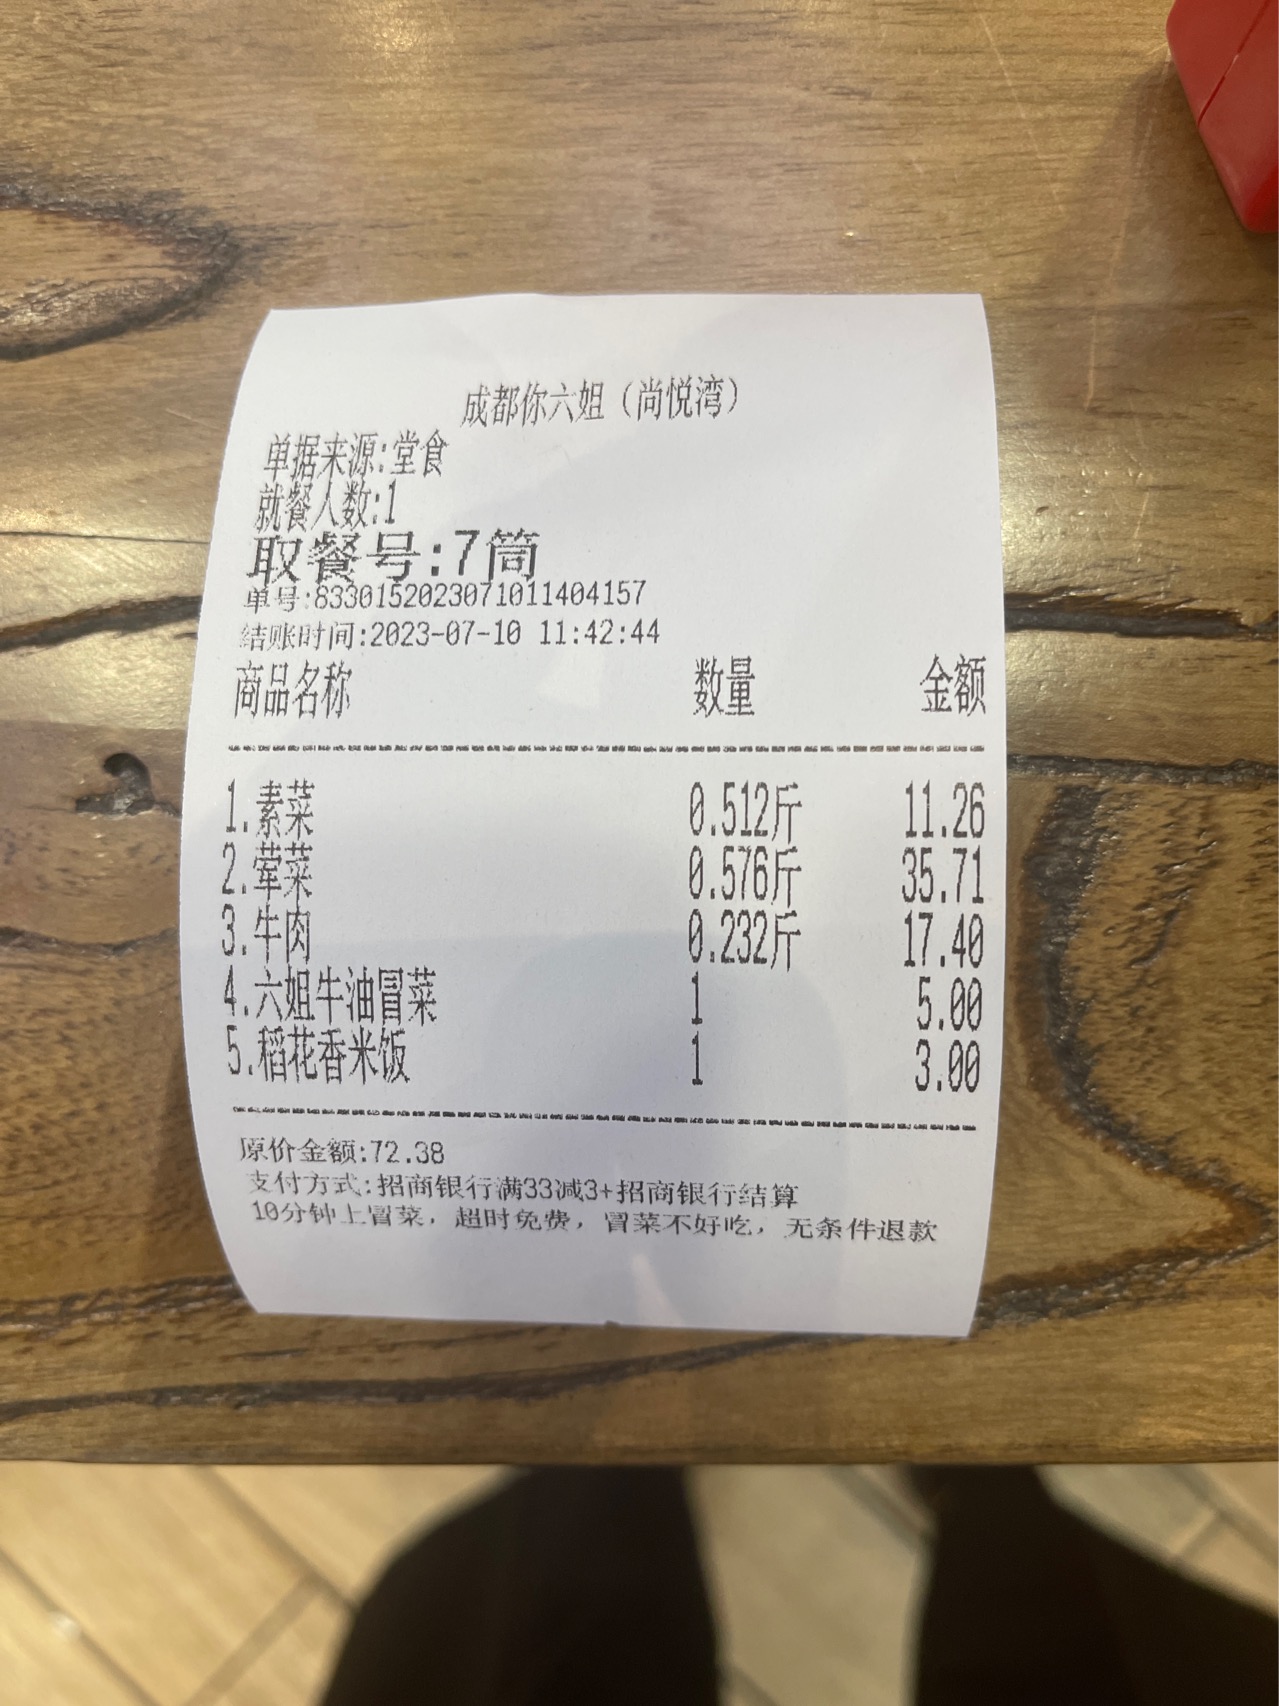 成都你六姐（尚悦湾）
单据来源:堂食
就餐人数:1
取餐号:7筒
单号:8330152023071011404157
结账时间:2023-07-10 11:42:44
商品名称 数量 金额
1.素菜 0.512斤 11.26
2.荤菜 0.576斤 35.71
3.牛肉 0.232斤 17.40
4.六姐牛油冒菜 1 5.00
5.稻花香米饭 1 3.00
原价金额:72.38
支付方式:招商银行满33减3+招商银行结算
10分钟上冒菜，超时免费，冒菜不好吃，无条件退款